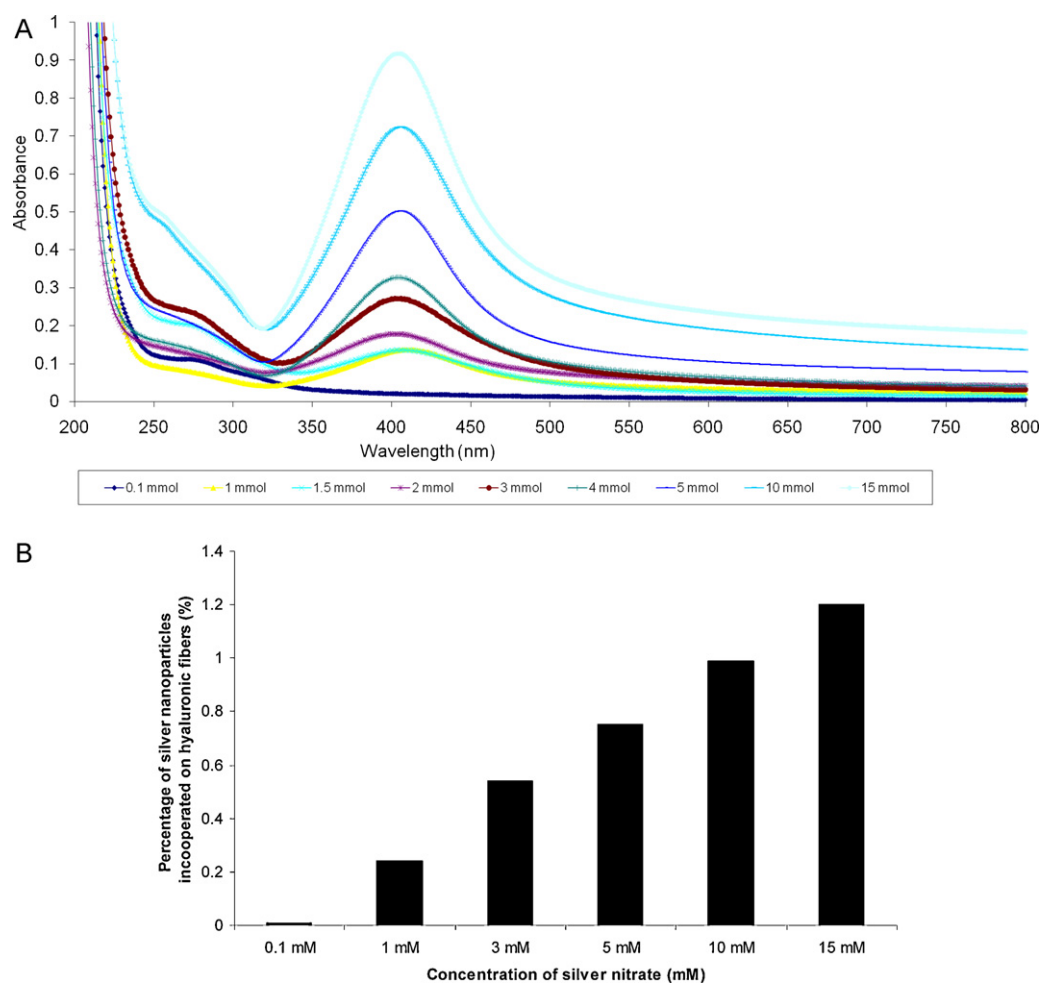 A
1
0.9
0.8
0.7
0.6
0.5
0.4
0.3
0.2
0.1
0
Absorbance
200 250 300 350 400 450 500 550 600 650 700 750 800
Wavelength (nm)
0.1 mmol 1 mmol 1.5 mmol 2 mmol 3 mmol 4 mmol 5 mmol 10 mmol 15 mmol
B
1.4
1.2
1
0.8
0.6
0.4
0.2
0
Percentage of silver nanoparticles
incooperated on hyaluronic fibers (%)
0.1 mM 1 mM 3 mM 5 mM 10 mM 15 mM
Concentration of silver nitrate (mM)